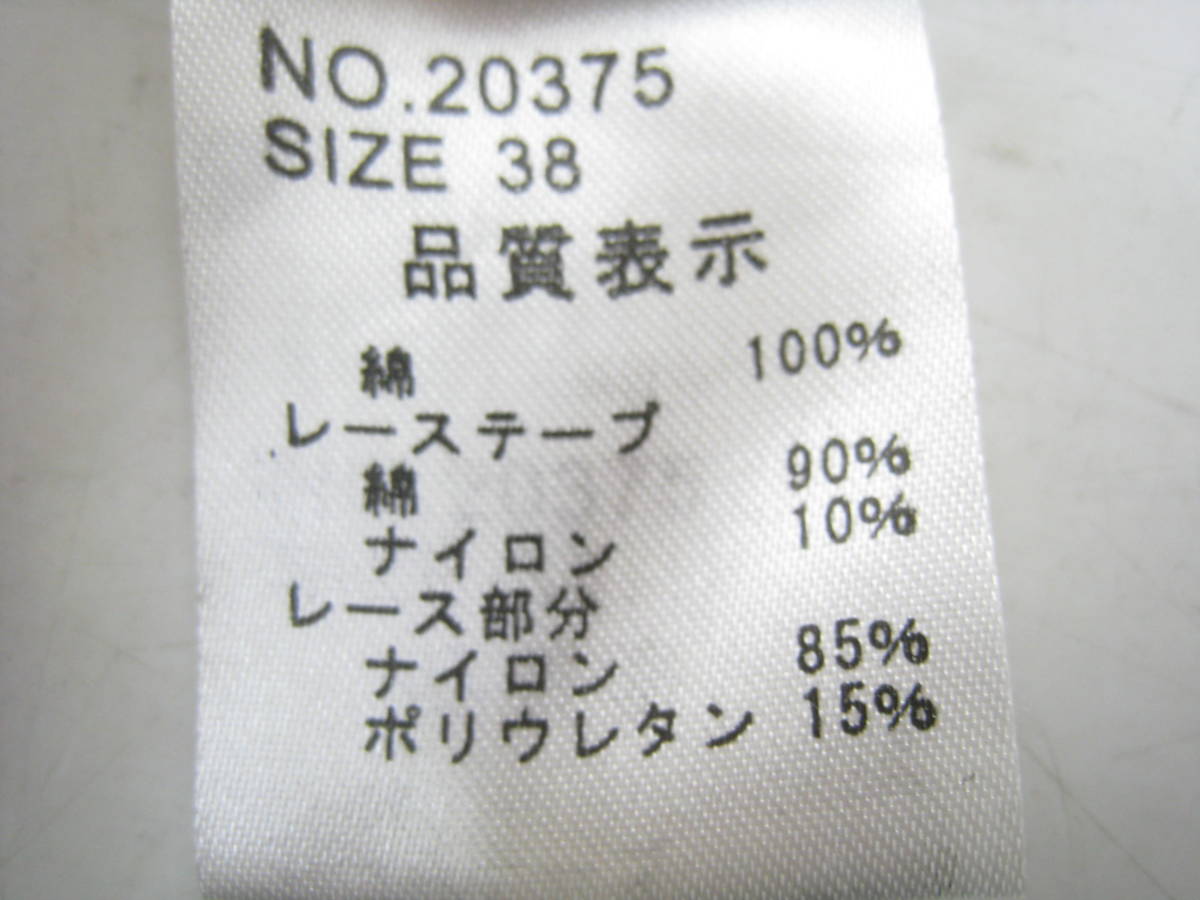 NO.20375
SIZE 38
品質表示
綿 100%
レーステープ
綿 90%
ナイロン 10%
レース部分
ナイロン 85%
ポリウレタン 15%